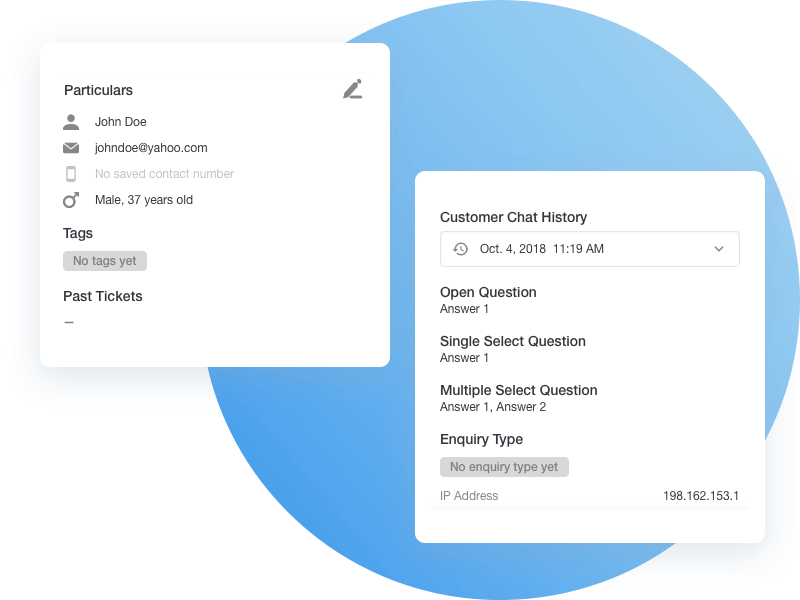 Particulars
John Doe
johndoe@yahoo.com
No saved contact number
Male, 37 years old
Tags
No tags yet
Past Tickets
–
Customer Chat History
Oct. 4, 2018 11:19 AM
Open Question
Answer 1
Single Select Question
Answer 1
Multiple Select Question
Answer 1, Answer 2
Enquiry Type
No enquiry type yet
IP Address 198.162.153.1